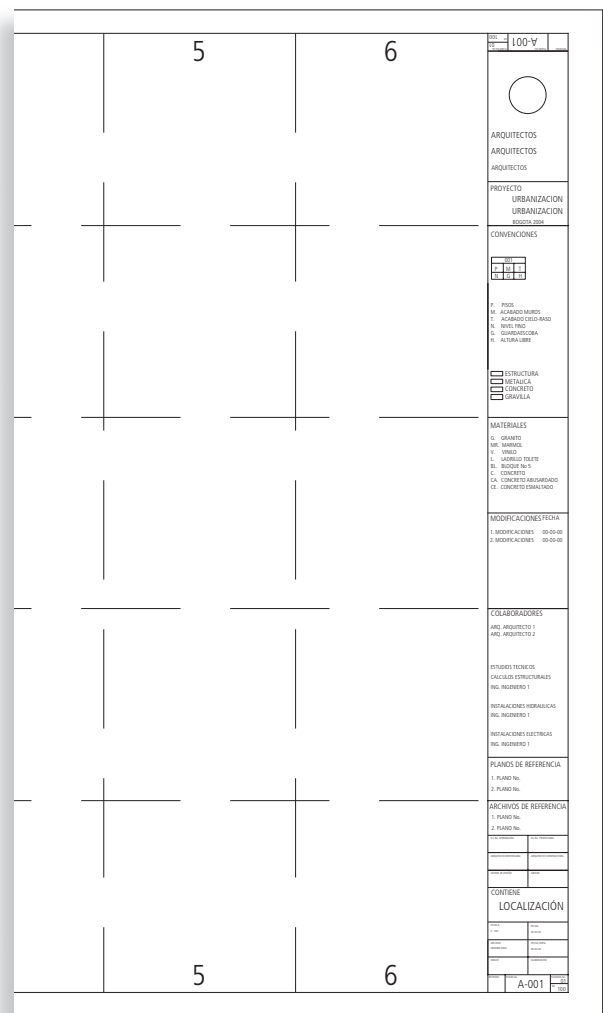 5 6
A-001
ARQUITECTOS
ARQUITECTOS
ARQUITECTOS
PROYECTO
URBANIZACION
URBANIZACION
BOGOTA 2004
CONVENCIONES
001
P M T
N G H
P. PISOS
M. ACABADO MUROS
T. ACABADO CIELO-RASO
N. NIVEL FINO
G. GUARDAESCOBA
H. ALTURA LIBRE
ESTRUCTURA
METALICA
CONCRETO
GRAVILLA
MATERIALES
G. GRANITO
MR. MARMOL
V. VINILO
L. LADRILLO TOLETE
BL. BLOQUE No 5
C. CONCRETO
CA. CONCRETO ABUSARDADO
CE. CONCRETO ESMALTADO
MODIFICACIONES FECHA
1. MODIFICACIONES 00-00-00
2. MODIFICACIONES 00-00-00
COLABORADORES
ARQ. ARQUITECTO 1
ARQ. ARQUITECTO 2
ESTUDIOS TECNICOS
CALCULOS ESTRUCTURALES
ING. INGENIERO 1
INSTALACIONES HIDRAULICAS
ING. INGENIERO 1
INSTALACIONES ELECTRICAS
ING. INGENIERO 1
PLANOS DE REFERENCIA
1. PLANO No.
2. PLANO No.
ARCHIVOS DE REFERENCIA
1. PLANO No.
2. PLANO No.
CONTIENE
LOCALIZACIÓN
5 6
A-001
01
100